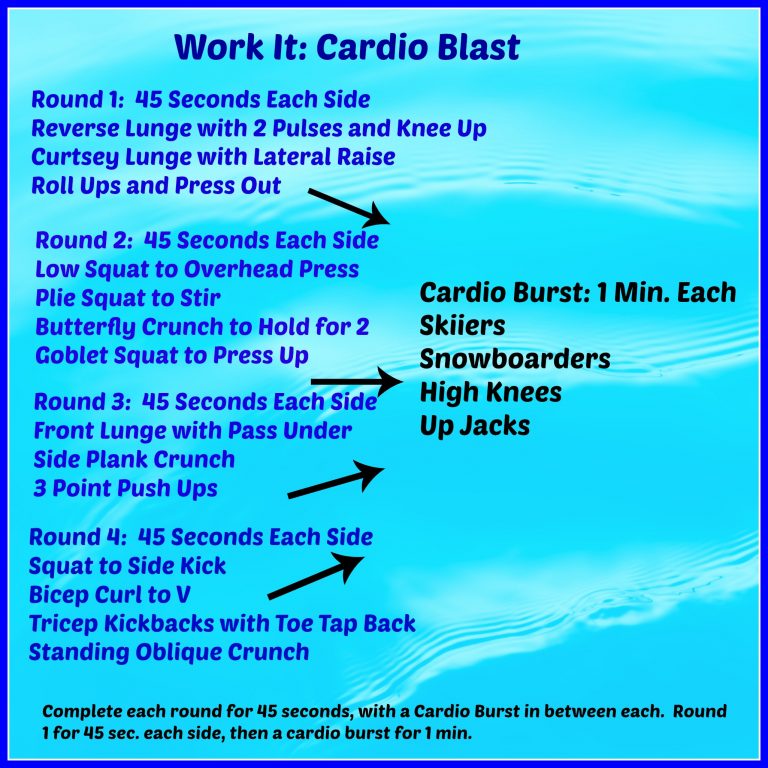 Work It: Cardio Blast
Round 1:  45 Seconds Each Side
Reverse Lunge with 2 Pulses and Knee Up
Curtsey Lunge with Lateral Raise
Roll Ups and Press Out
Round 2:  45 Seconds Each Side
Low Squat to Overhead Press
Plie Squat to Stir
Butterfly Crunch to Hold for 2
Goblet Squat to Press Up
Round 3:  45 Seconds Each Side
Front Lunge with Pass Under
Side Plank Crunch
3 Point Push Ups
Round 4:  45 Seconds Each Side
Squat to Side Kick
Bicep Curl to V
Tricep Kickbacks with Toe Tap Back
Standing Oblique Crunch
Cardio Burst: 1 Min. Each
Skiiers
Snowboarders
High Knees
Up Jacks
Complete each round for 45 seconds, with a Cardio Burst in between each.  Round
1 for 45 sec. each side, then a cardio burst for 1 min.